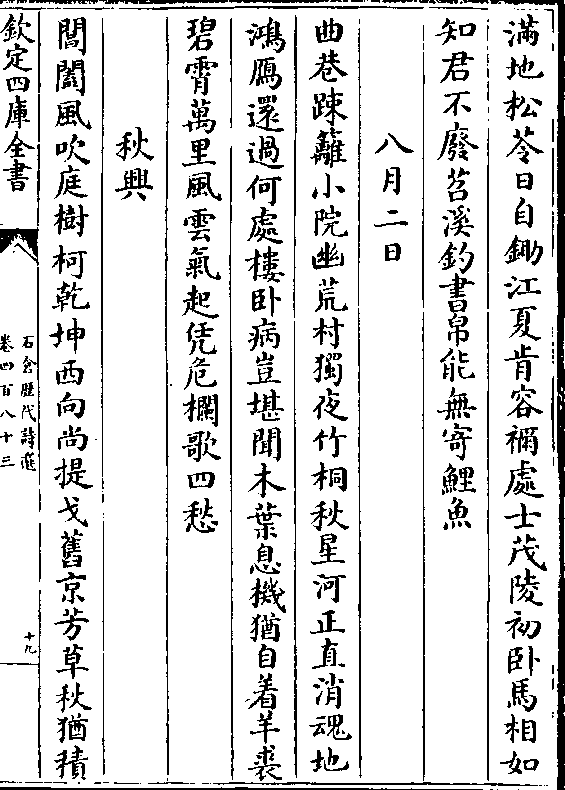 滿地松苓日自鋤江夏肯容禰處士茂陵初卧馬相如
知君不廢苕溪釣書帛能無寄鯉魚
八月二日
曲巷踈籬小院幽荒村獨夜竹桐秋星河正直消魂地
鴻鴈還過何處樓卧病豈堪聞木葉息機猶自着羊裘
碧霄萬里風雲氣起凭危欄歌四愁
秋興
閶闔風吹庭樹柯乾坤西向尚提戈舊京芳草秋猶積
欽定四庫全書
石倉歷代詩選
卷四百八十三
十九